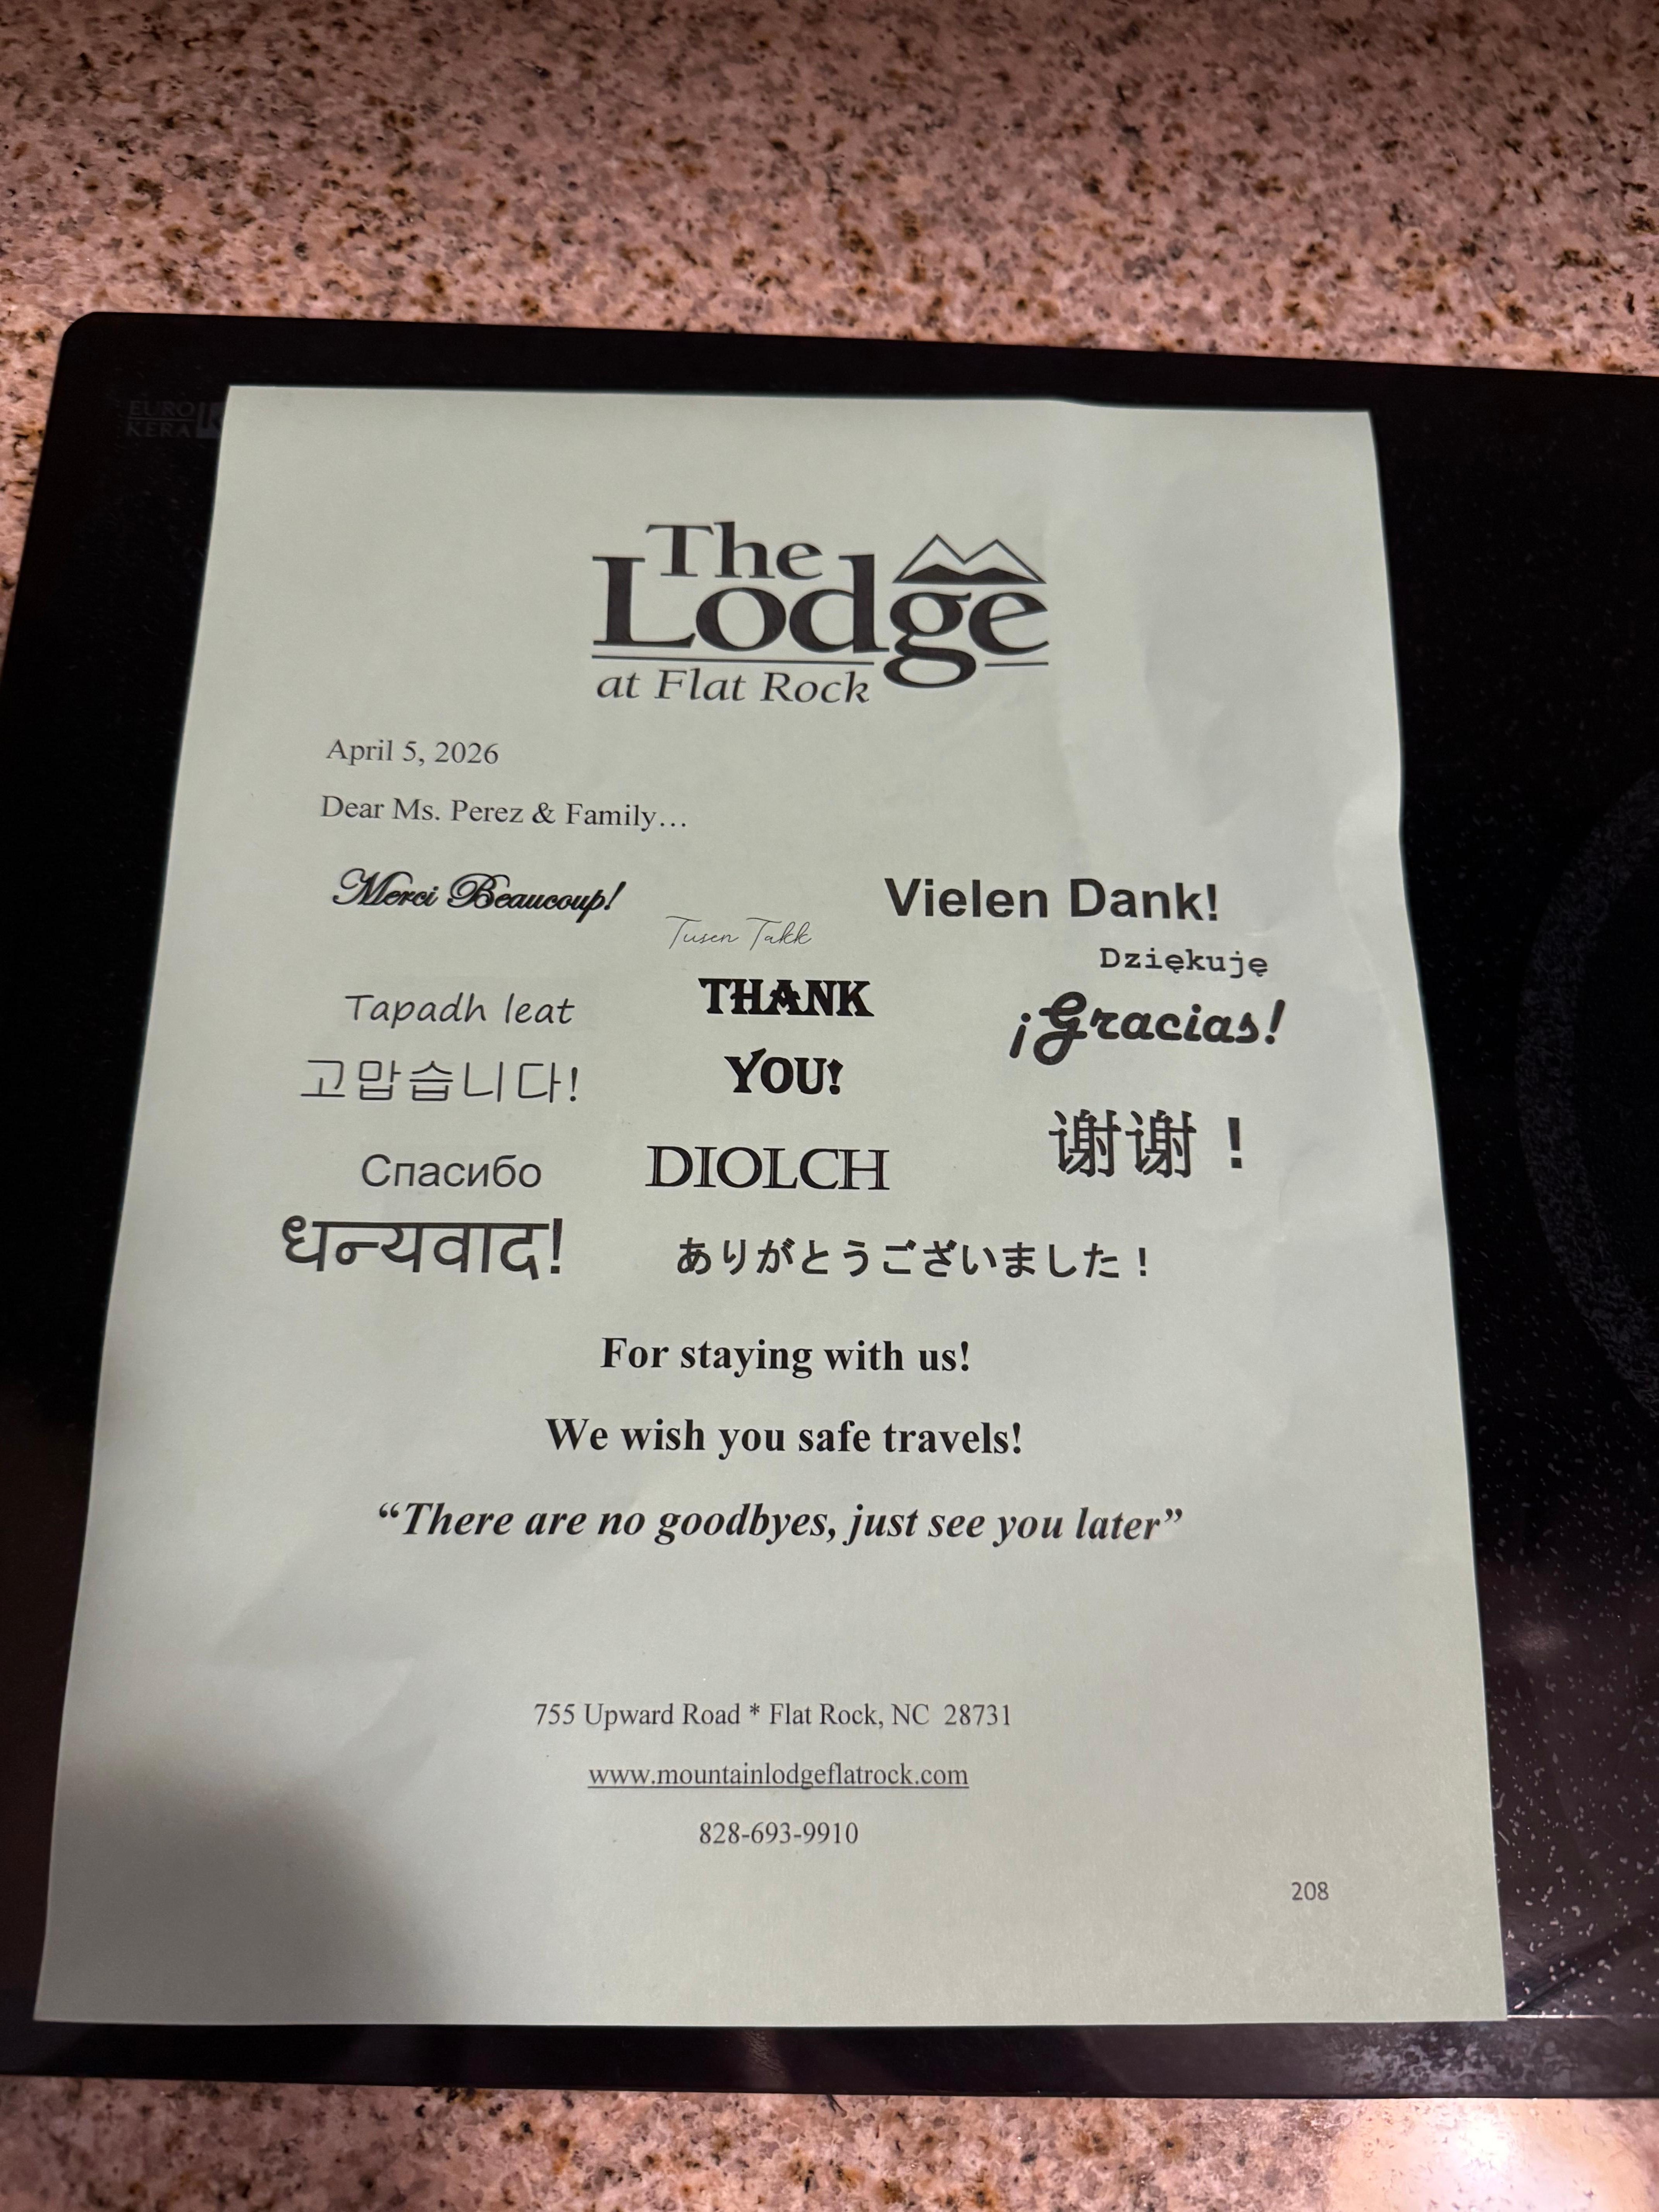 EURO
KERA
The
Lodge
at Flat Rock
April 5, 2026
Dear Ms. Perez & Family…
Merci Beaucoup!
Vielen Dank!
Tusen Takk
Dziękuję
Tapadh leat
THANK
¡Gracias!
고맙습니다!
YOU!
谢谢！
Спасибо
DIOLCH
धन्यवाद!
ありがとうございました！
For staying with us!
We wish you safe travels!
“There are no goodbyes, just see you later”
755 Upward Road * Flat Rock, NC 28731
www.mountainlodgeflatrock.com
828-693-9910
208